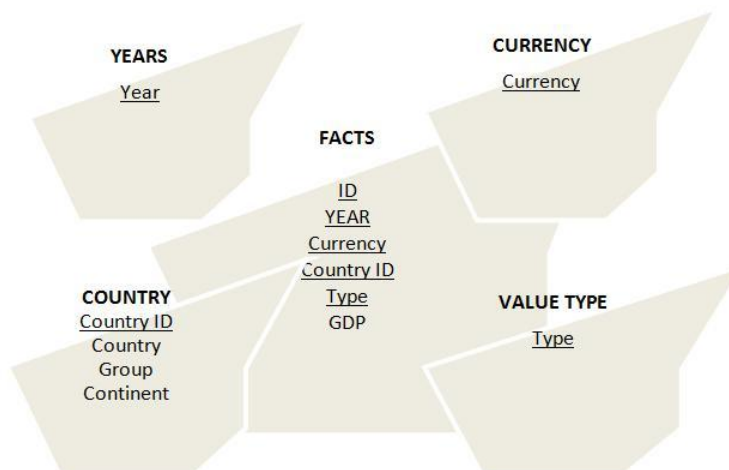 YEARS
Year
CURRENCY
Currency
FACTS
ID
YEAR
Currency
Country ID
Type
GDP
COUNTRY
Country ID
Country
Group
Continent
VALUE TYPE
Type